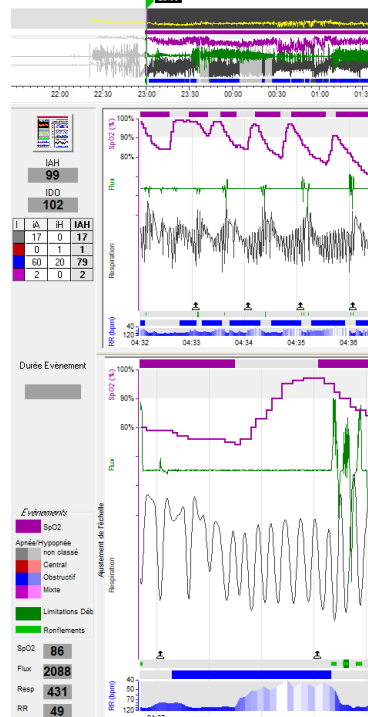 22:00 22:30 23:00 23:30 00:00 00:30 01:00 01:3
IAH
99
IDO
102
I iA iH IAH
17 0 17
0 1 1
60 20 79
2 0 2
SpO2 (%)
100%
90%
80%
Flux
Respiration
RR (bpm)
40
120
04:32 04:33 04:34 04:35 04:36
Durée Evènement
Evénements
SpO2
Apnée/Hypopnée
non classé
Central
Obstructif
Mixte
Limitations Déb
Ronflements
SpO2 86
Flux 2088
Resp 431
RR 49
Ajustement de l'échelle
SpO2 (%)
100%
90%
80%
Flux
Respiration
RR (bpm)
40
50
60
70
80
120